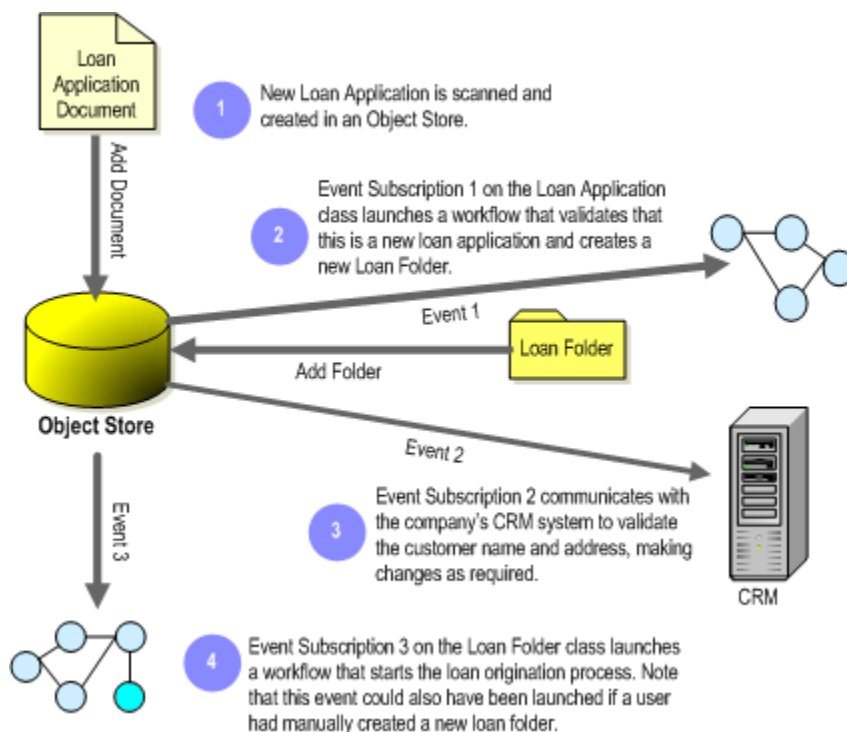 Loan
Application
Document
1
New Loan Application is scanned and
created in an Object Store.
Add Document
2
Event Subscription 1 on the Loan Application
class launches a workflow that validates that
this is a new loan application and creates a
new Loan Folder.
Event 1
Loan Folder
Add Folder
Object Store
Event 2
3
Event Subscription 2 communicates with
the company's CRM system to validate
the customer name and address, making
changes as required.
CRM
Event 3
4
Event Subscription 3 on the Loan Folder class launches
a workflow that starts the loan origination process. Note
that this event could also have been launched if a user
had manually created a new loan folder.